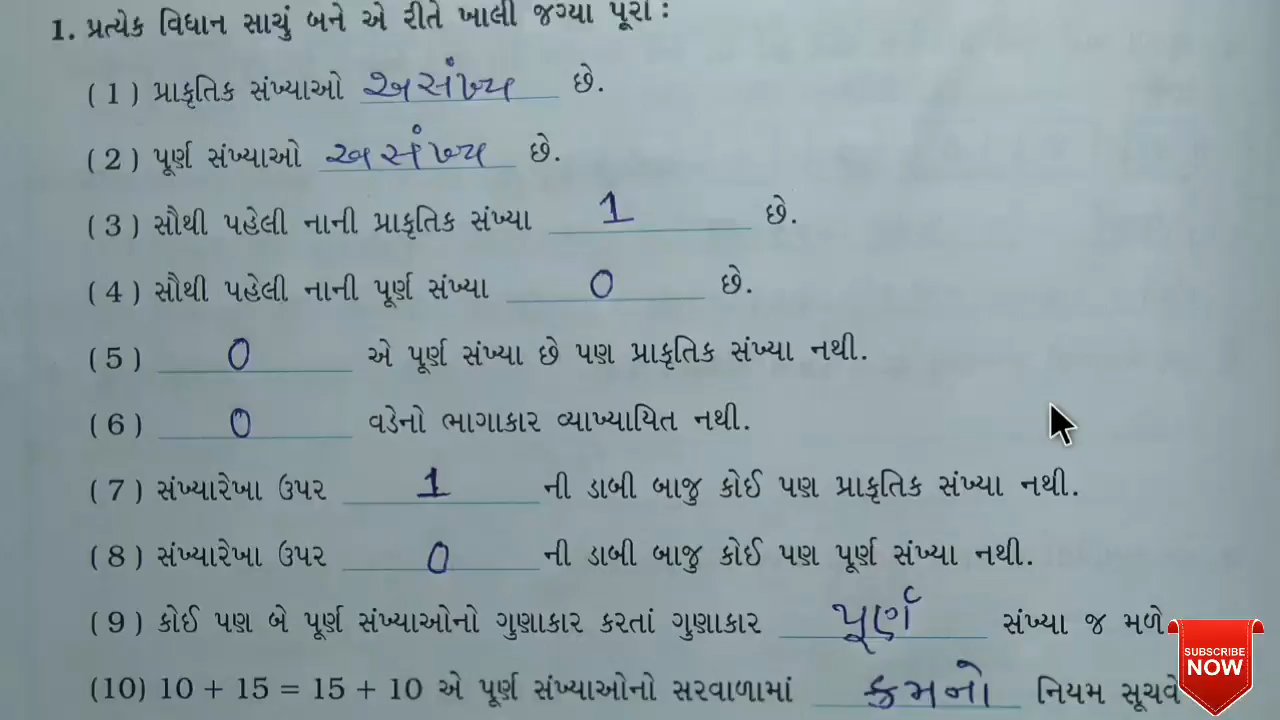 1. પ્રત્યેક વિધાન સાચું બને એ રીતે ખાલી જગ્યા પૂરો :
(1) પ્રાકૃતિક સંખ્યાઓ અસંખ્ય છે.
(2) પૂર્ણ સંખ્યાઓ અસંખ્ય છે.
(3) સૌથી પહેલી નાની પ્રાકૃતિક સંખ્યા 1 છે.
(4) સૌથી પહેલી નાની પૂર્ણ સંખ્યા 0 છે.
(5) 0 એ પૂર્ણ સંખ્યા છે પણ પ્રાકૃતિક સંખ્યા નથી.
(6) 0 વડેનો ભાગાકાર વ્યાખ્યાયિત નથી.
(7) સંખ્યારેખા ઉપર 1 ની ડાબી બાજુ કોઈ પણ પ્રાકૃતિક સંખ્યા નથી.
(8) સંખ્યારેખા ઉપર 0 ની ડાબી બાજુ કોઈ પણ પૂર્ણ સંખ્યા નથી.
(9) કોઈ પણ બે પૂર્ણ સંખ્યાઓનો ગુણાકાર કરતાં ગુણાકાર પૂર્ણ સંખ્યા જ મળે
(10) 10 + 15 = 15 + 10 એ પૂર્ણ સંખ્યાઓનો સરવાળામાં ક્રમનો નિયમ સૂચવે
SUBSCRIBE
NOW